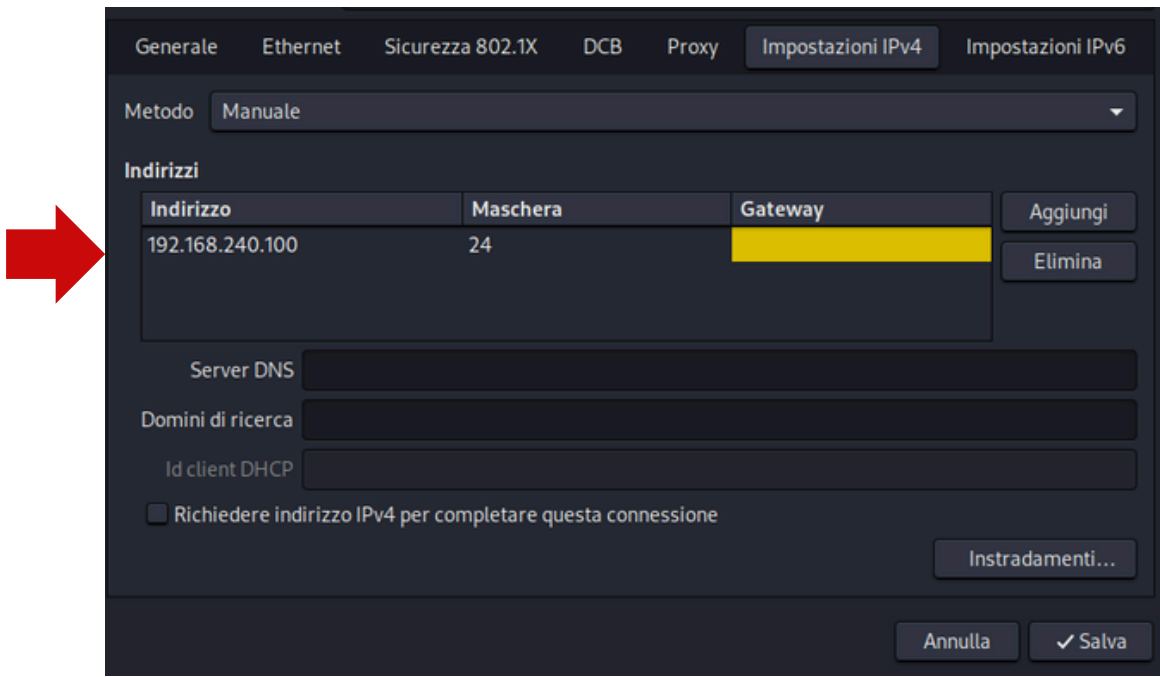 Generale Ethernet Sicurezza 802.1X DCB Proxy Impostazioni IPv4 Impostazioni IPv6
Metodo Manuale
Indirizzi
Indirizzo Maschera Gateway Aggiungi
192.168.240.100 24
Elimina
Server DNS
Domini di ricerca
Id client DHCP
Richiedere indirizzo IPv4 per completare questa connessione
Instradamenti...
Annulla Salva